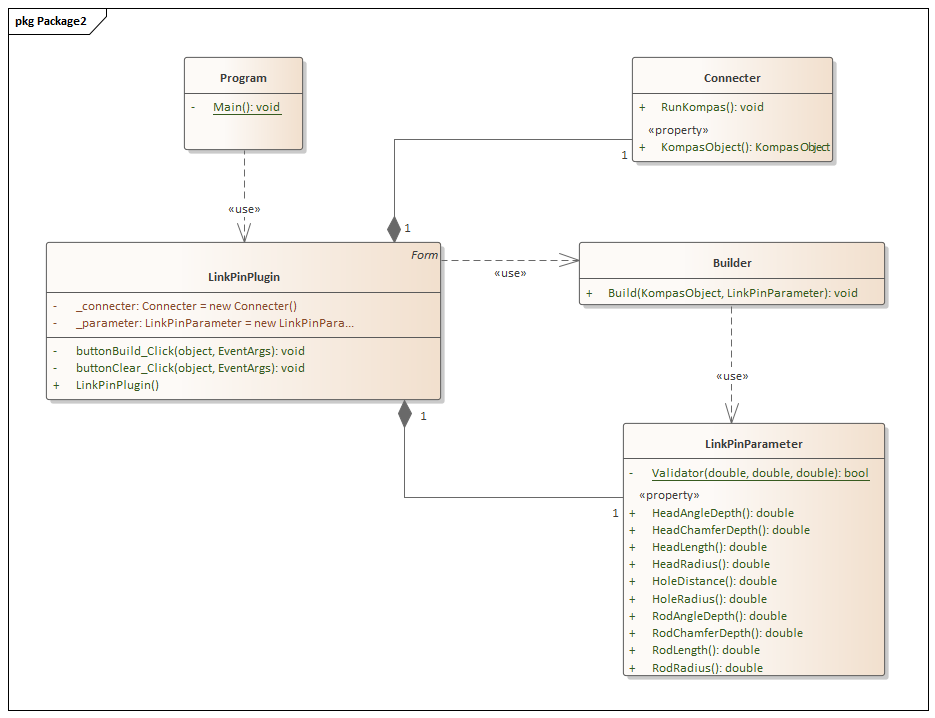 pkg Package2
Program
- Main(): void
Connecter
+ RunKompas(): void
«property»
+ KompasObject(): KompasObject
1
«use»
1
Form
LinkPinPlugin
- _connecter: Connecter = new Connecter()
- _parameter: LinkPinParameter = new LinkPinPara...
- buttonBuild_Click(object, EventArgs): void
- buttonClear_Click(object, EventArgs): void
+ LinkPinPlugin()
«use»
Builder
+ Build(KompasObject, LinkPinParameter): void
«use»
1
LinkPinParameter
- Validator(double, double, double): bool
«property»
1
+ HeadAngleDepth(): double
+ HeadChamferDepth(): double
+ HeadLength(): double
+ HeadRadius(): double
+ HoleDistance(): double
+ HoleRadius(): double
+ RodAngleDepth(): double
+ RodChamferDepth(): double
+ RodLength(): double
+ RodRadius(): double